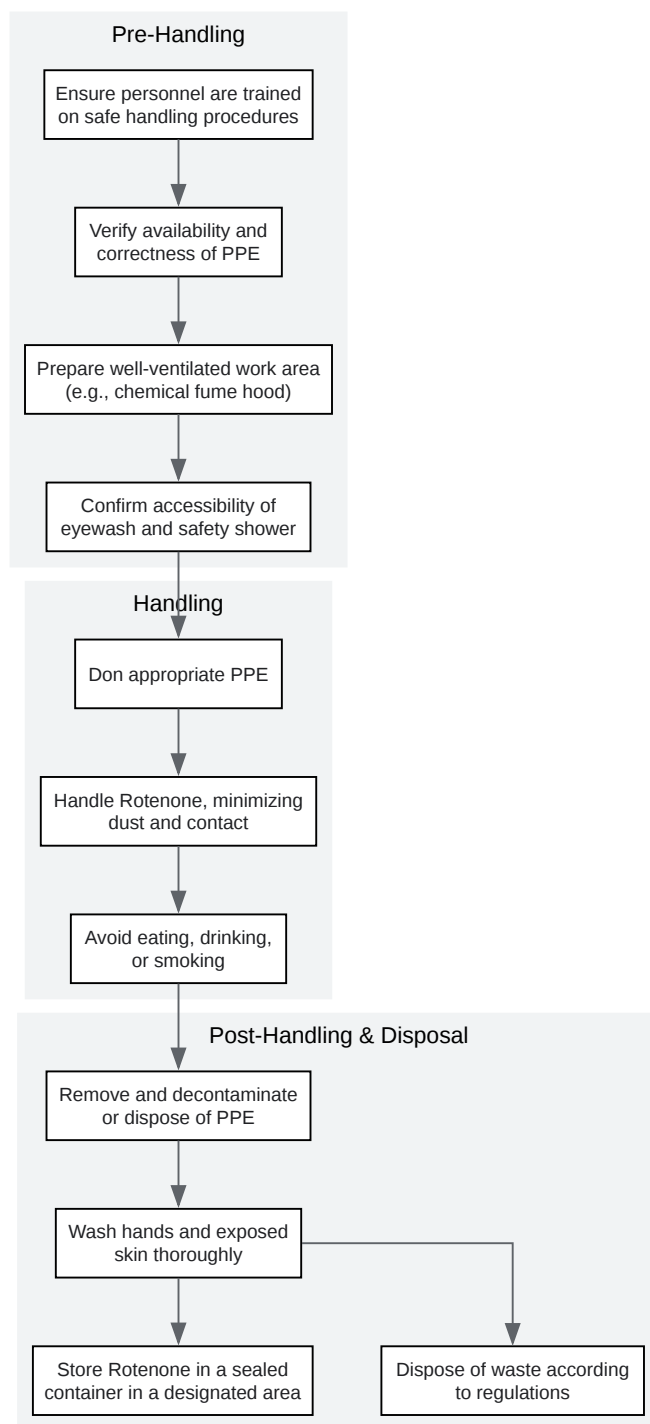 Pre-Handling
Ensure personnel are trained
on safe handling procedures
Verify availability and
correctness of PPE
Prepare well-ventilated work area
(e.g., chemical fume hood)
Confirm accessibility of
eyewash and safety shower
Handling
Don appropriate PPE
Handle Rotenone, minimizing
dust and contact
Avoid eating, drinking,
or smoking
Post-Handling & Disposal
Remove and decontaminate
or dispose of PPE
Wash hands and exposed
skin thoroughly
Store Rotenone in a sealed
container in a designated area
Dispose of waste according
to regulations